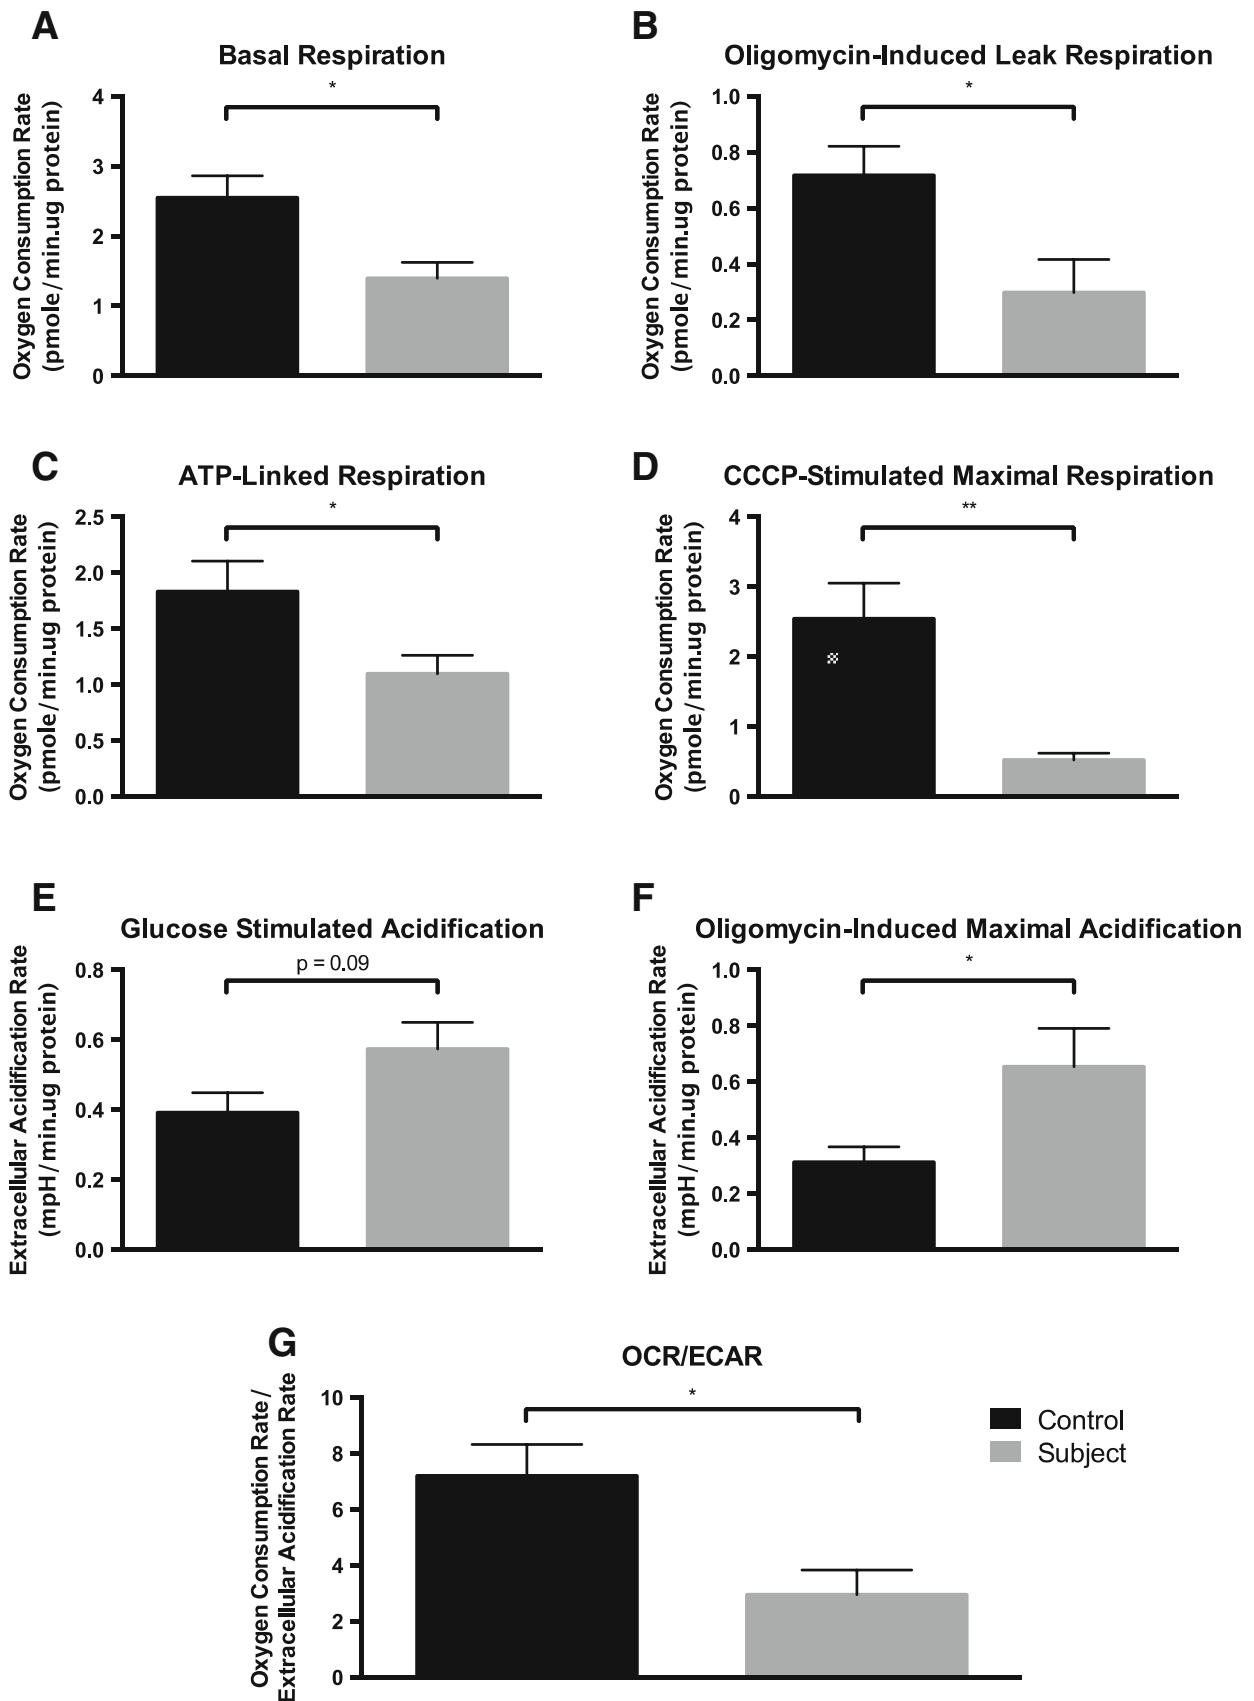 A
Basal Respiration
*
Oxygen Consumption Rate
(pmole/min.ug protein)
4
3
2
1
0
B
Oligomycin-Induced Leak Respiration
*
Oxygen Consumption Rate
(pmole/min.ug protein)
1.0
0.8
0.6
0.4
0.2
0.0
C
ATP-Linked Respiration
*
Oxygen Consumption Rate
(pmole/min.ug protein)
2.5
2.0
1.5
1.0
0.5
0.0
D
CCCP-Stimulated Maximal Respiration
**
Oxygen Consumption Rate
(pmole/min.ug protein)
4
3
2
1
0
E
Glucose Stimulated Acidification
p = 0.09
Extracellular Acidification Rate
(mpH/min.ug protein)
0.8
0.6
0.4
0.2
0.0
F
Oligomycin-Induced Maximal Acidification
*
Extracellular Acidification Rate
(mpH/min.ug protein)
1.0
0.8
0.6
0.4
0.2
0.0
G
OCR/ECAR
*
Oxygen Consumption Rate/
Extracellular Acidification Rate
10
8
6
4
2
0
Control
Subject